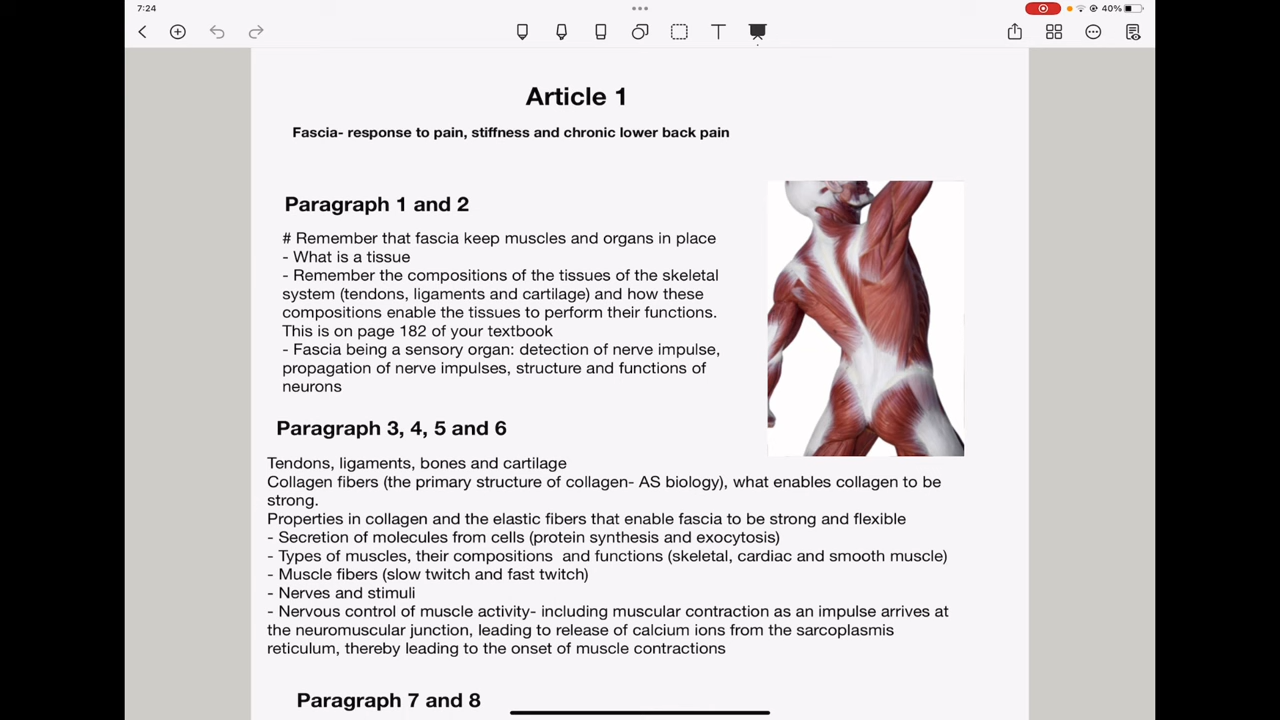 7:24
40%
Article 1
Fascia- response to pain, stiffness and chronic lower back pain
Paragraph 1 and 2
# Remember that fascia keep muscles and organs in place
- What is a tissue
- Remember the compositions of the tissues of the skeletal
system (tendons, ligaments and cartilage) and how these
compositions enable the tissues to perform their functions.
This is on page 182 of your textbook
- Fascia being a sensory organ: detection of nerve impulse,
propagation of nerve impulses, structure and functions of
neurons
Paragraph 3, 4, 5 and 6
Tendons, ligaments, bones and cartilage
Collagen fibers (the primary structure of collagen- AS biology), what enables collagen to be
strong.
Properties in collagen and the elastic fibers that enable fascia to be strong and flexible
- Secretion of molecules from cells (protein synthesis and exocytosis)
- Types of muscles, their compositions  and functions (skeletal, cardiac and smooth muscle)
- Muscle fibers (slow twitch and fast twitch)
- Nerves and stimuli
- Nervous control of muscle activity- including muscular contraction as an impulse arrives at
the neuromuscular junction, leading to release of calcium ions from the sarcoplasmis
reticulum, thereby leading to the onset of muscle contractions
Paragraph 7 and 8